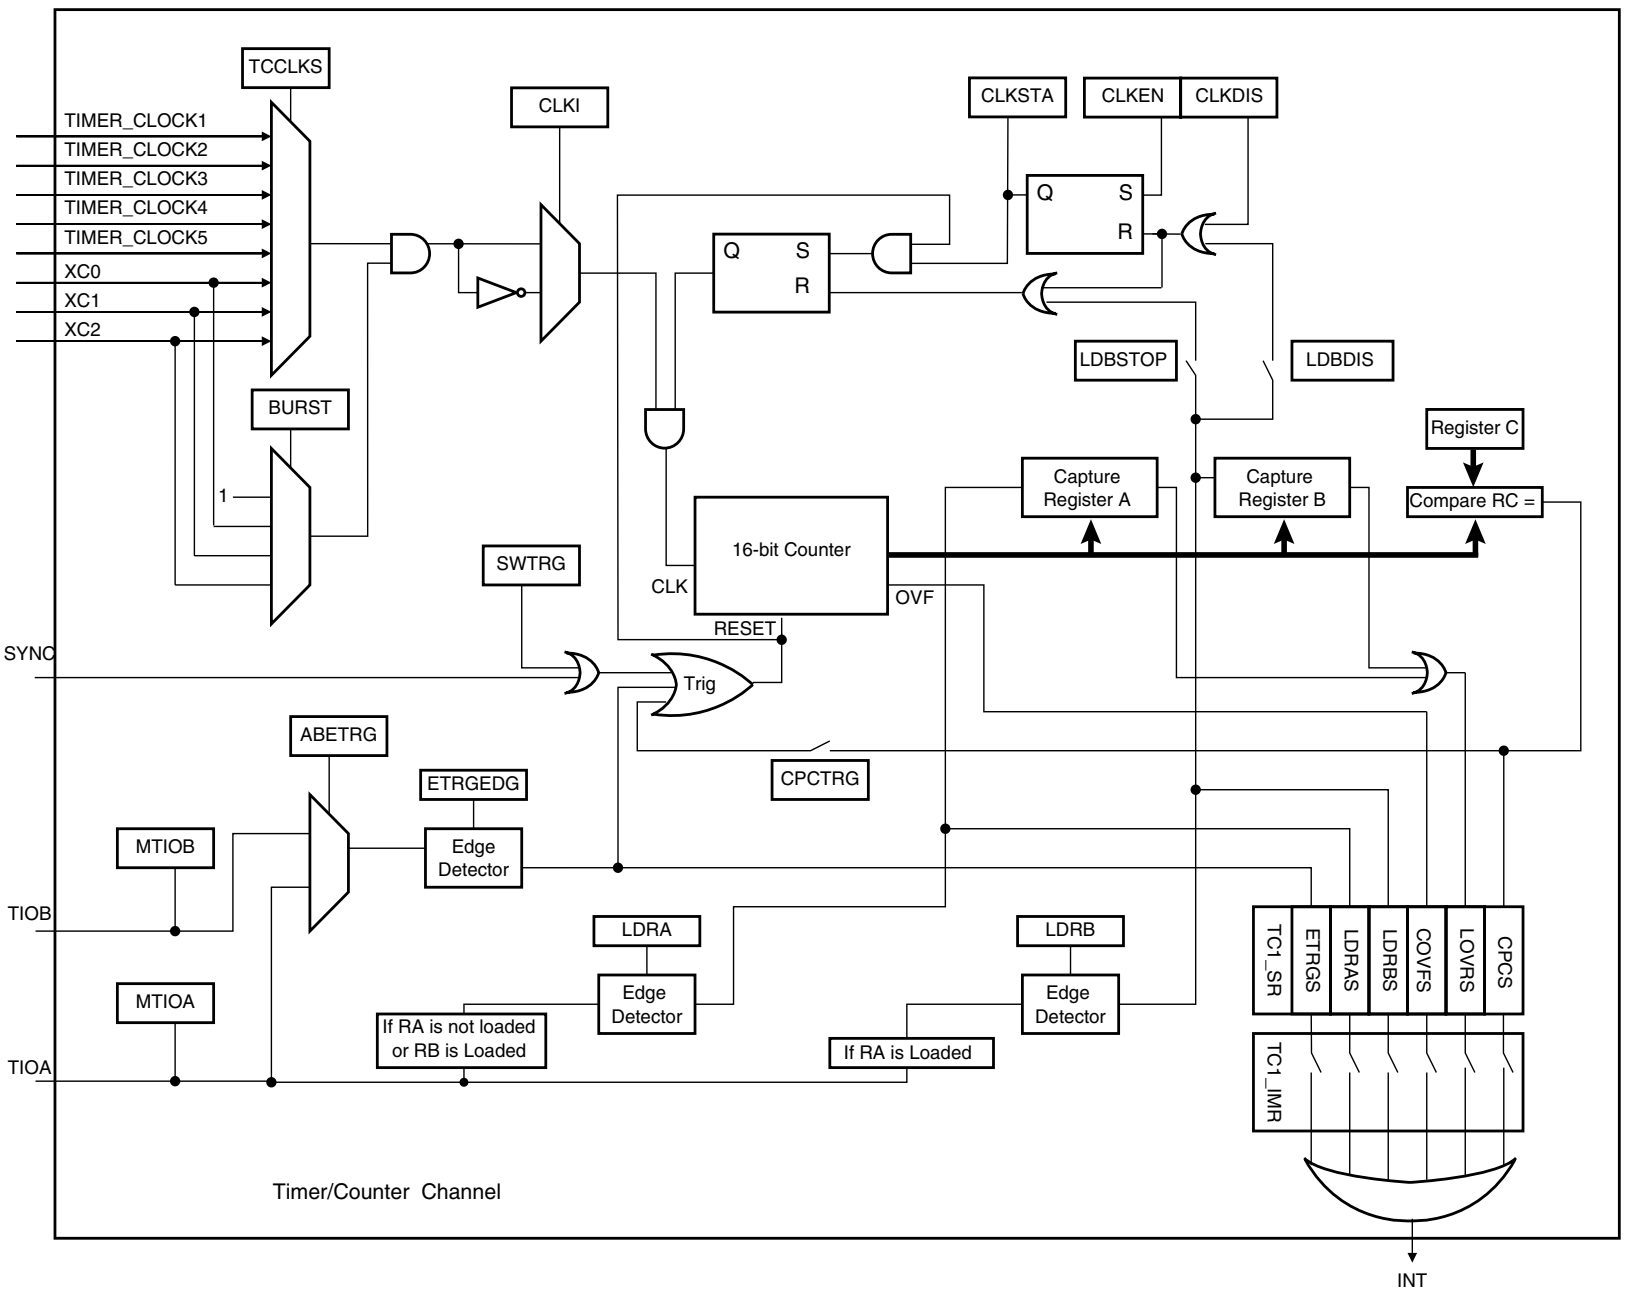 TCCLKS
CLKI
CLKSTA
CLKEN
CLKDIS
TIMER_CLOCK1
TIMER_CLOCK2
TIMER_CLOCK3
TIMER_CLOCK4
TIMER_CLOCK5
XC0
XC1
XC2
Q
S
R
Q
S
R
LDBSTOP
LDBDIS
BURST
1
Register C
Capture
Register A
Capture
Register B
Compare RC =
16-bit Counter
SWTRG
CLK
OVF
RESET
SYNC
Trig
ABETRG
CPCTRG
ETRGEDG
MTIOB
Edge
Detector
TIOB
LDRA
LDRB
MTIOA
Edge
Detector
Edge
Detector
If RA is not loaded
or RB is Loaded
If RA is Loaded
TIOA
TC1_SR
ETRGS
LDRAS
LDRBS
COVFS
LOVRS
CPCS
TC1_IMR
Timer/Counter Channel
INT